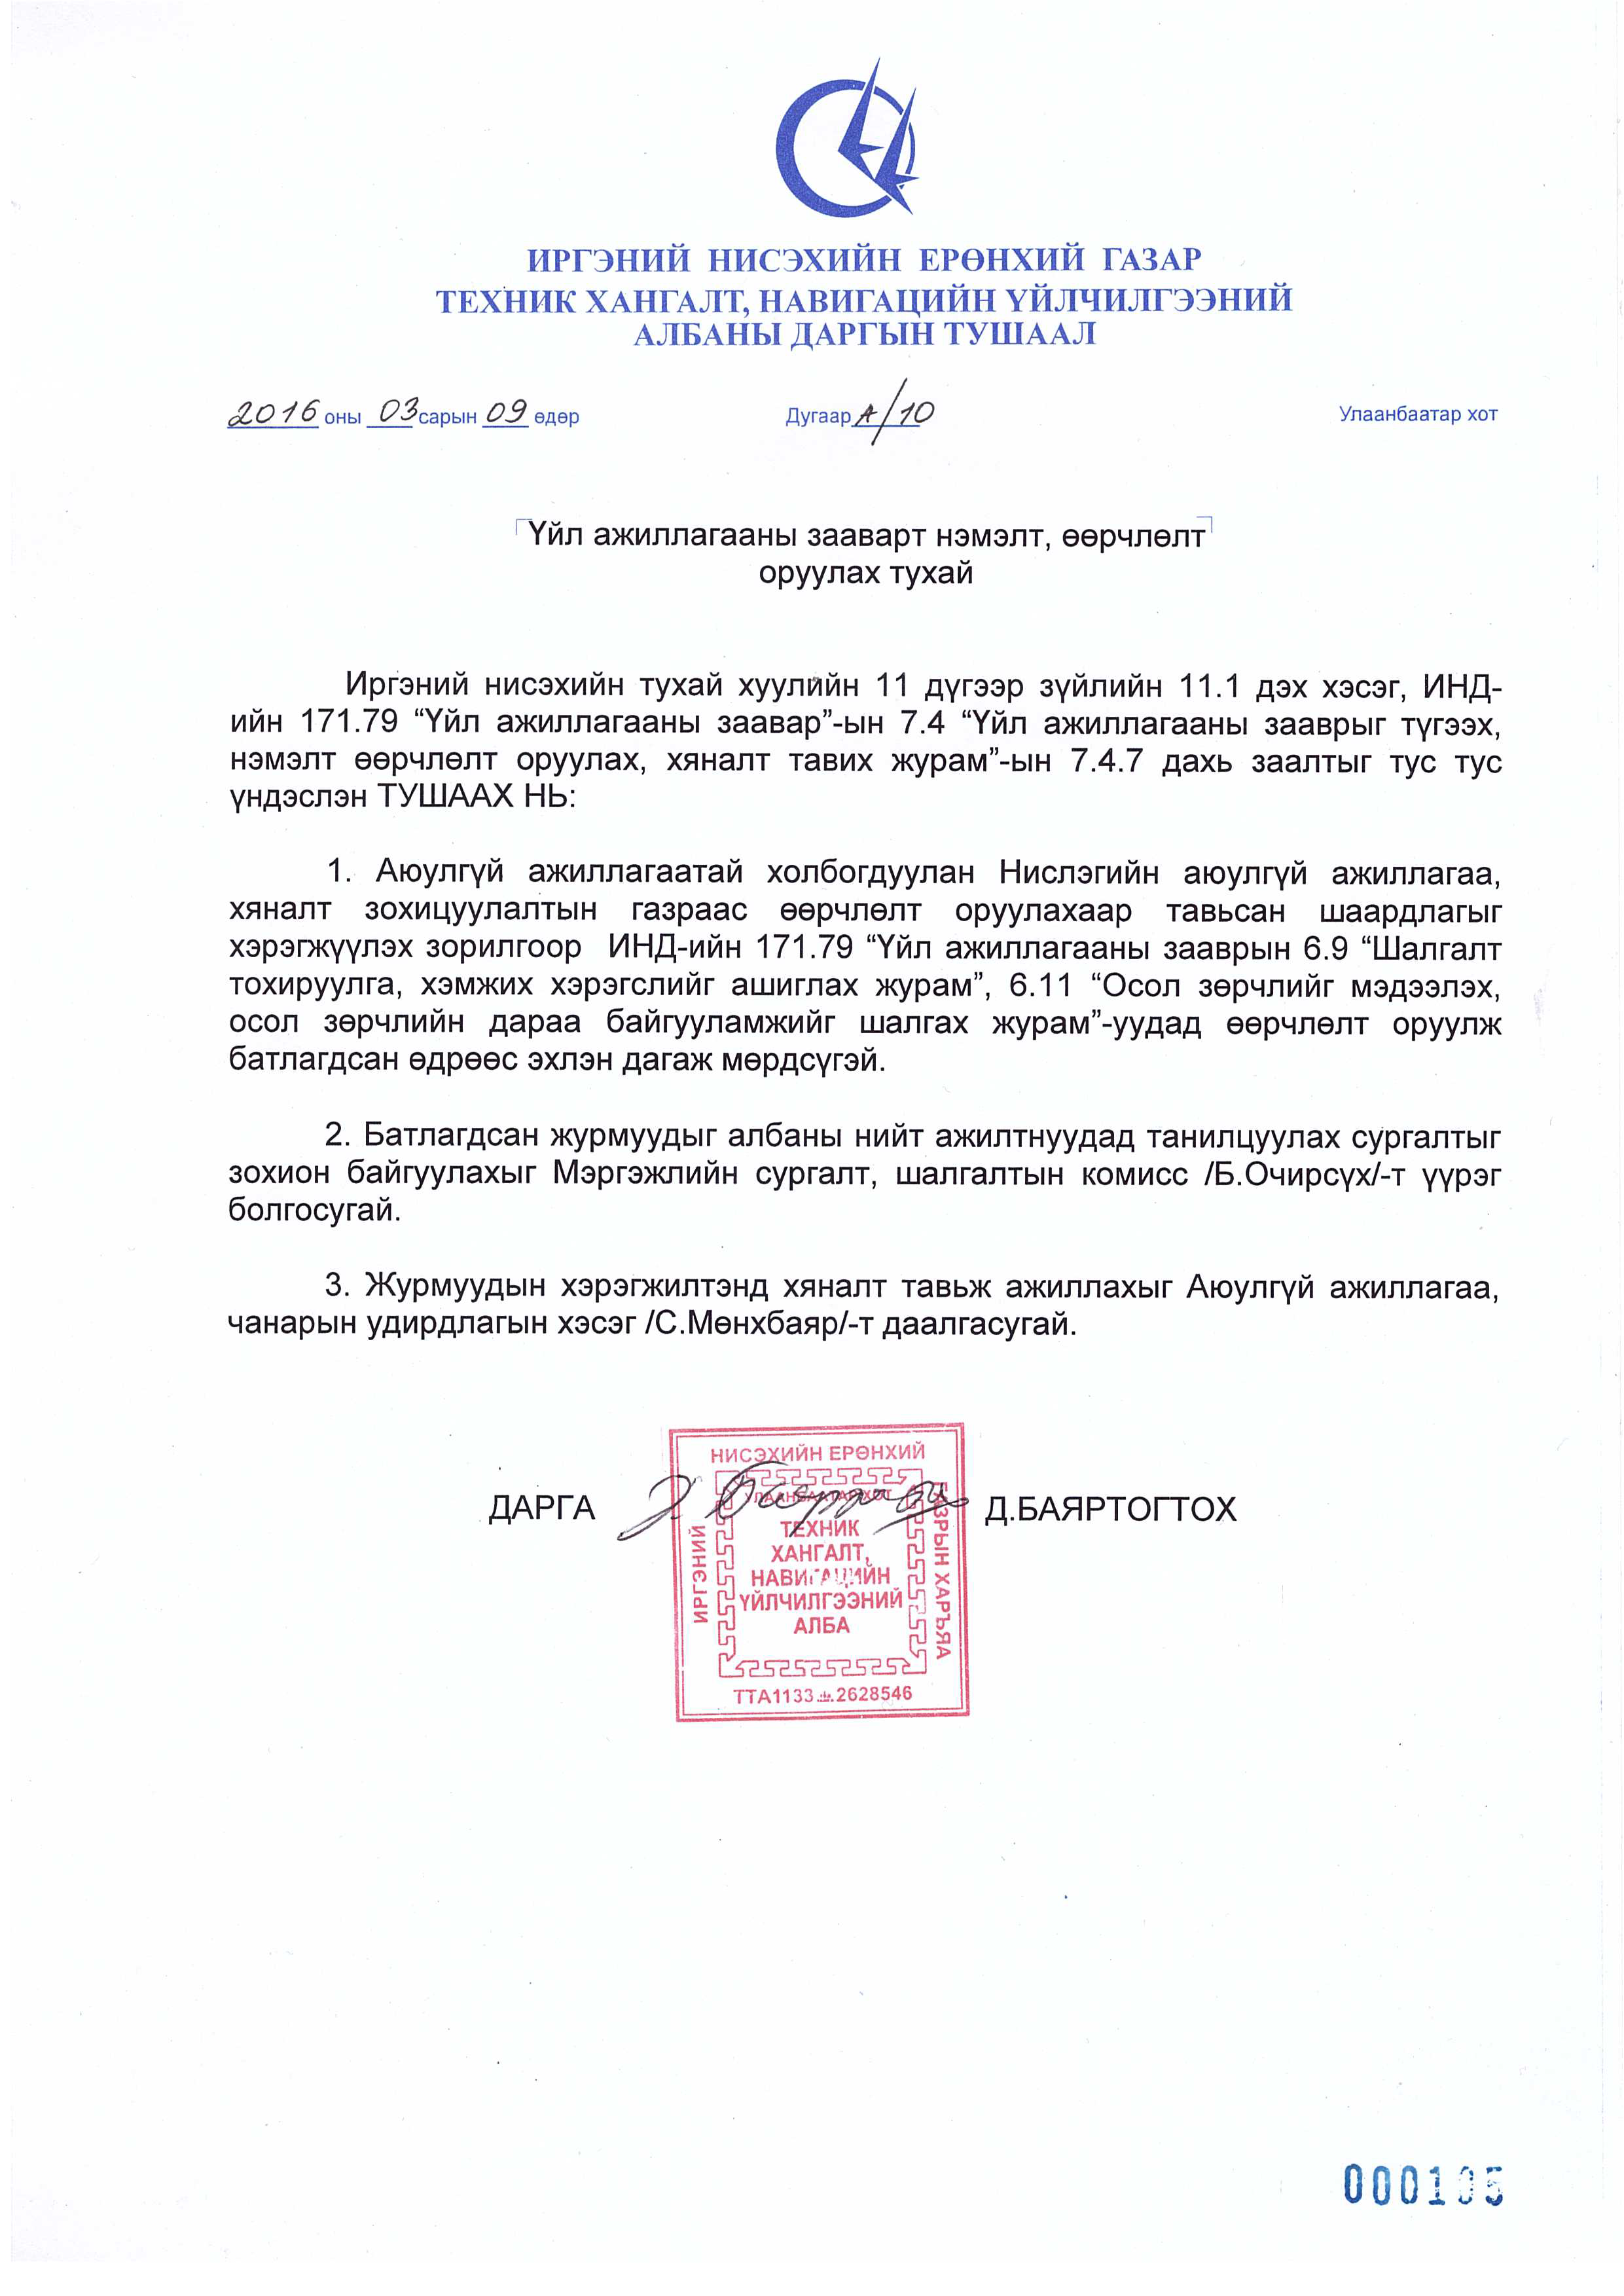 ИРГЭНИЙ НИСЭХИЙН ЕРӨНХИЙ ГАЗАР
ТЕХНИК ХАНГАЛТ, НАВИГАЦИЙН ҮЙЛЧИЛГЭЭНИЙ
АЛБАНЫ ДАРГЫН ТУШААЛ
2016 оны 03 сарын 09 өдөр Дугаар А/10 Улаанбаатар хот
Үйл ажиллагааны зааварт нэмэлт, өөрчлөлт
оруулах тухай
Иргэний нисэхийн тухай хуулийн 11 дүгээр зүйлийн 11.1 дэх хэсэг, ИНД-
ийн 171.79 “Үйл ажиллагааны заавар”-ын 7.4 “Үйл ажиллагааны зааврыг түгээх,
нэмэлт өөрчлөлт оруулах, хяналт тавих журам”-ын 7.4.7 дахь заалтыг тус тус
үндэслэн ТУШААХ НЬ:
1. Аюулгүй ажиллагаатай холбогдуулан Нислэгийн аюулгүй ажиллагаа,
хяналт зохицуулалтын газраас өөрчлөлт оруулахаар тавьсан шаардлагыг
хэрэгжүүлэх зорилгоор ИНД-ийн 171.79 “Үйл ажиллагааны зааврын 6.9 “Шалгалт
тохируулга, хэмжих хэрэгслийг ашиглах журам”, 6.11 “Осол зөрчлийг мэдээлэх,
осол зөрчлийн дараа байгууламжийг шалгах журам”-уудад өөрчлөлт оруулж
батлагдсан өдрөөс эхлэн дагаж мөрдсүгэй.
2. Батлагдсан журмуудыг албаны нийт ажилтнуудад танилцуулах сургалтыг
зохион байгуулахыг Мэргэжлийн сургалт, шалгалтын комисс /Б.Очирсүх/-т үүрэг
болгосугай.
3. Журмуудын хэрэгжилтэнд хяналт тавьж ажиллахыг Аюулгүй ажиллагаа,
чанарын удирдлагын хэсэг /С.Мөнхбаяр/-т даалгасугай.
ДАРГА Д.БАЯРТОГТОХ
ИРГЭНИЙ
НИСЭХИЙН ЕРӨНХИЙ
ГАЗРЫН ХАРЪЯА
УЛААНБААТАР ХОТ
ТЕХНИК
ХАНГАЛТ,
НАВИГАЦИЙН
ҮЙЛЧИЛГЭЭНИЙ
АЛБА
ТТА1133 2628546
000105